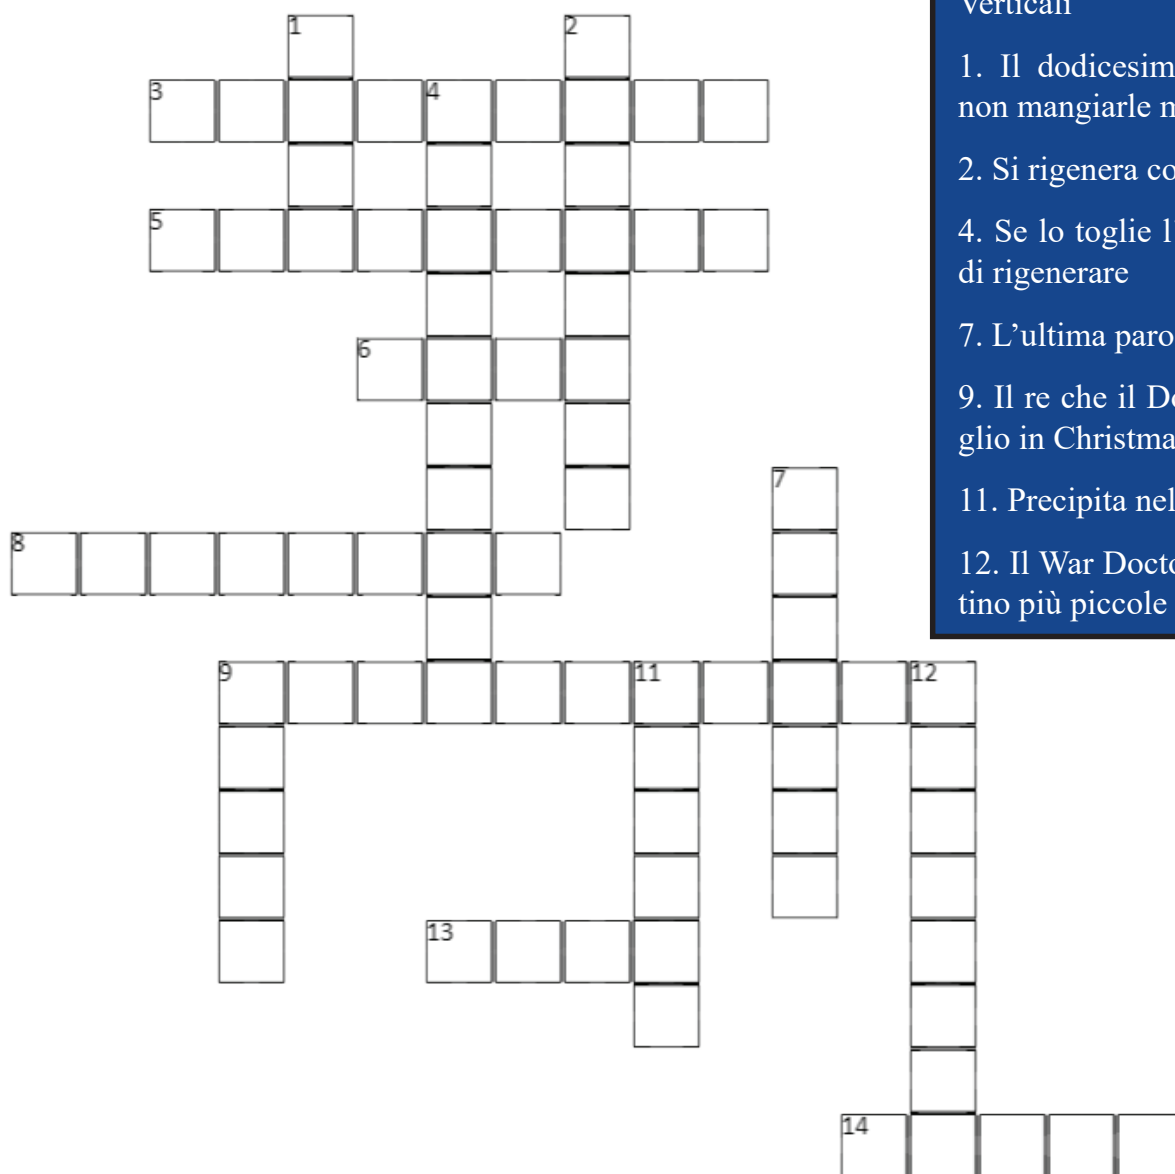 Verticali
1. Il dodicesim
non mangiarle m
2. Si rigenera co
4. Se lo toglie l
di rigenerare
7. L’ultima paro
9. Il re che il Do
glio in Christma
11. Precipita nel
12. Il War Docto
tino più piccole
1
2
3
4
5
6
7
8
9
11
12
13
14